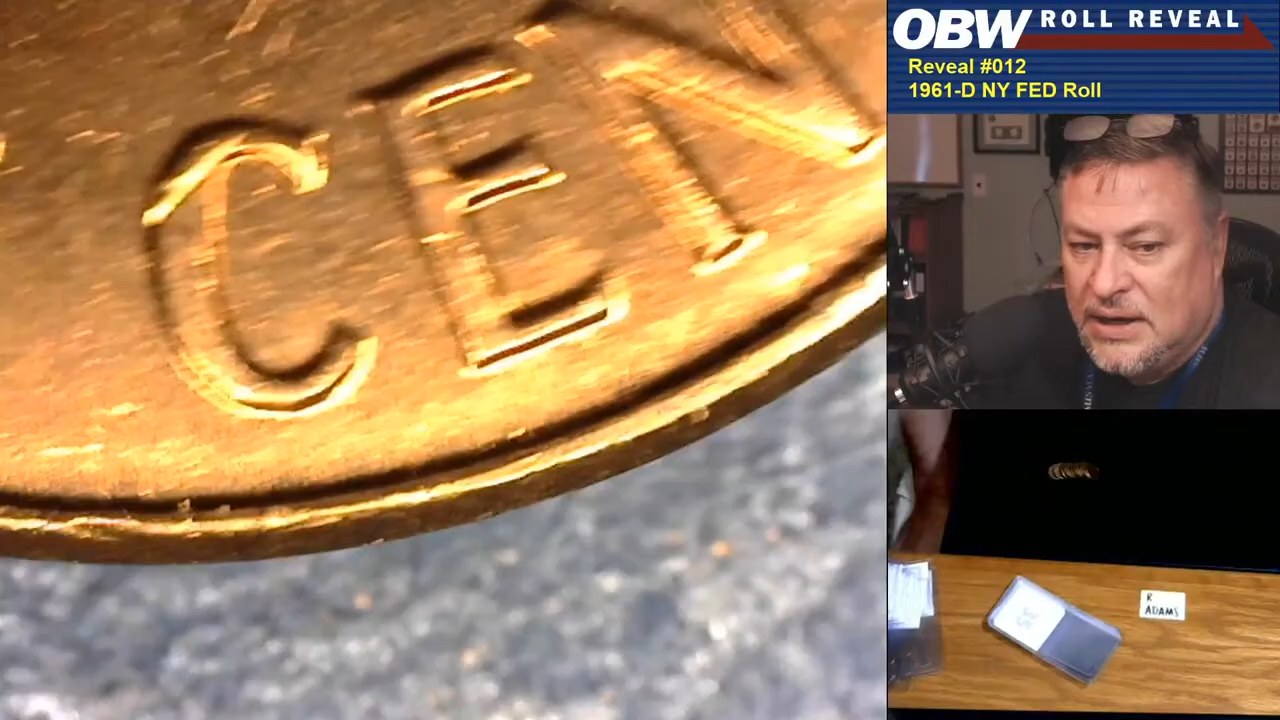 OBW ROLL REVEAL
Reveal #012
1961-D NY FED Roll
CEN
R
ADAMS